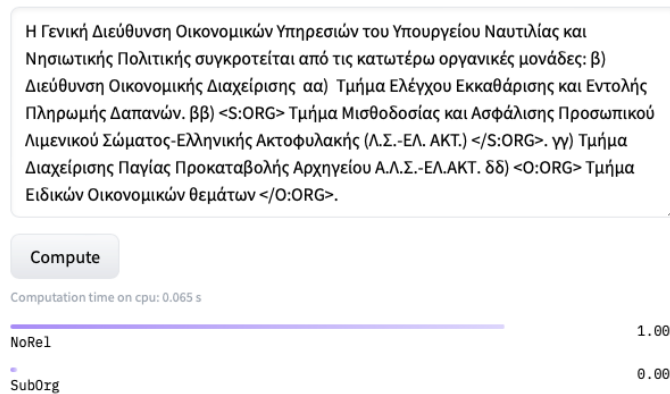 Η Γενική Διεύθυνση Οικονομικών Υπηρεσιών του Υπουργείου Ναυτιλίας και
Νησιωτικής Πολιτικής συγκροτείται από τις κατωτέρω οργανικές μονάδες: β)
Διεύθυνση Οικονομικής Διαχείρισης αα) Τμήμα Ελέγχου Εκκαθάρισης και Εντολής
Πληρωμής Δαπανών. ββ) <S:ORG> Τμήμα Μισθοδοσίας και Ασφάλισης Προσωπικού
Λιμενικού Σώματος-Ελληνικής Ακτοφυλακής (Λ.Σ.-ΕΛ. ΑΚΤ.) </S:ORG>. γγ) Τμήμα
Διαχείρισης Παγίας Προκαταβολής Αρχηγείου Α.Λ.Σ.-ΕΛ.ΑΚΤ. δδ) <O:ORG> Τμήμα
Ειδικών Οικονομικών θεμάτων </O:ORG>.
Compute
Computation time on cpu: 0.065 s
1.00
NoRel
0.00
SubOrg